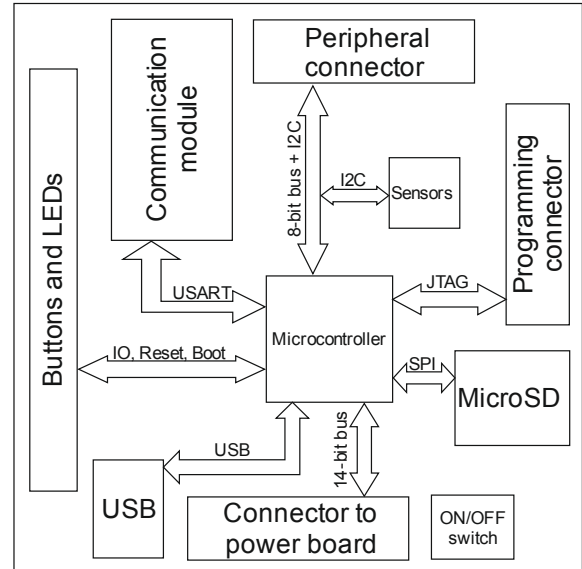 Peripheral
connector
Communication
module
Buttons and LEDs
8-bit bus + I2C
I2C
Sensors
Programming
connector
USART
JTAG
Microcontroller
IO, Reset, Boot
SPI
MicroSD
USB
14-bit bus
USB
Connector to
power board
ON/OFF
switch